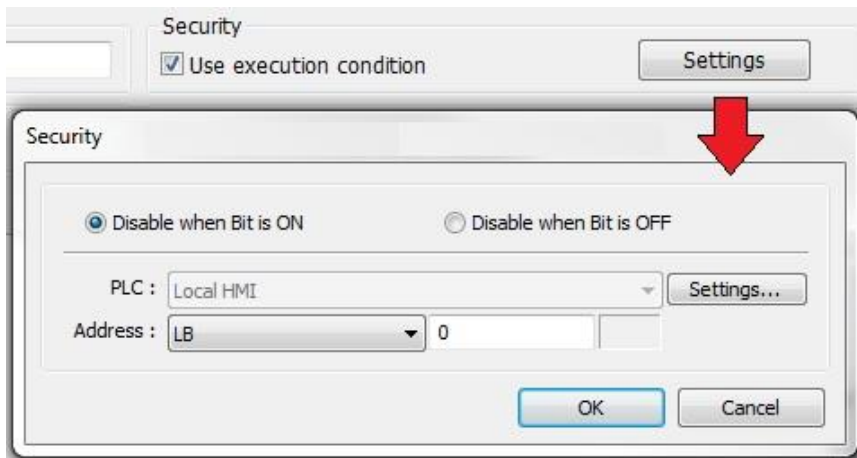 Security
Use execution condition Settings
Security
Disable when Bit is ON Disable when Bit is OFF
PLC : Local HMI Settings...
Address : LB 0
OK Cancel